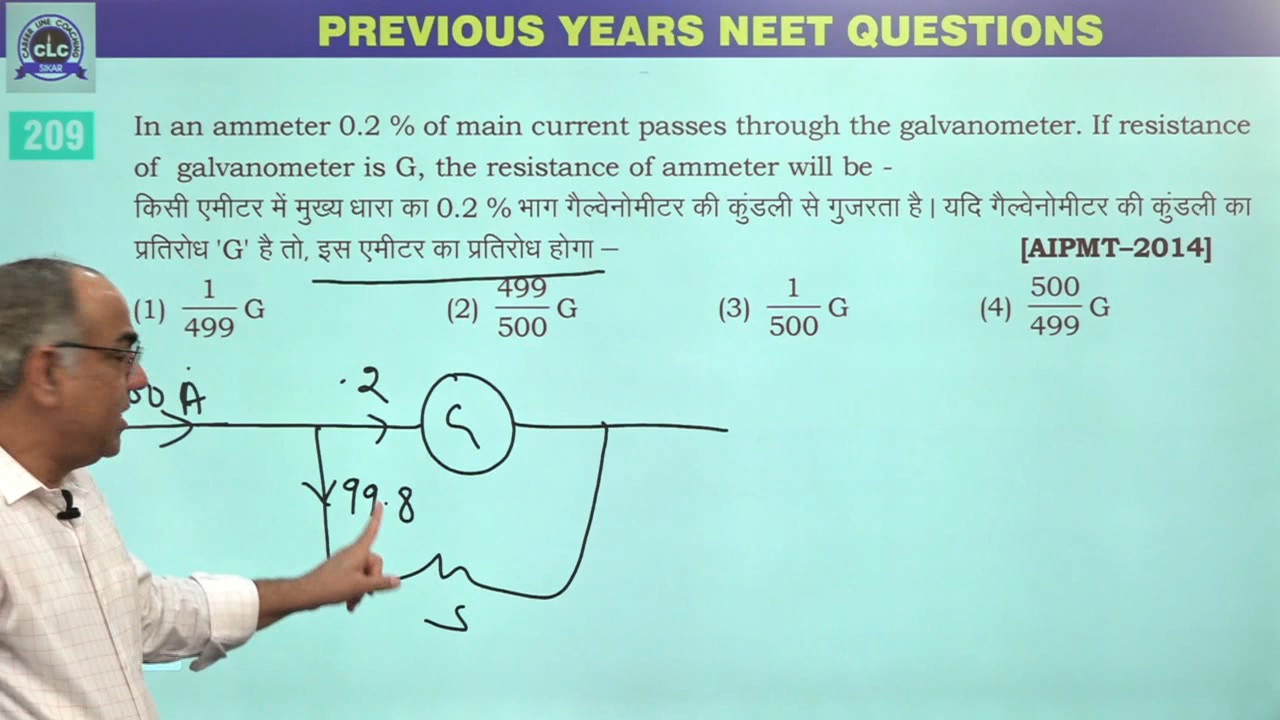 PREVIOUS YEARS NEET QUESTIONS
CAREER LINE COACHING
CLC
SIKAR
209
In an ammeter 0.2 % of main current passes through the galvanometer. If resistance
of galvanometer is G, the resistance of ammeter will be -
किसी एमीटर में मुख्य धारा का 0.2 % भाग गैल्वेनोमीटर की कुंडली से गुजरता है। यदि गैल्वेनोमीटर की कुंडली का
प्रतिरोध 'G' है तो, इस एमीटर का प्रतिरोध होगा –
[AIPMT–2014]
(1) 1/499 G (2) 499/500 G (3) 1/500 G (4) 500/499 G
A
.2
G
99.8
S